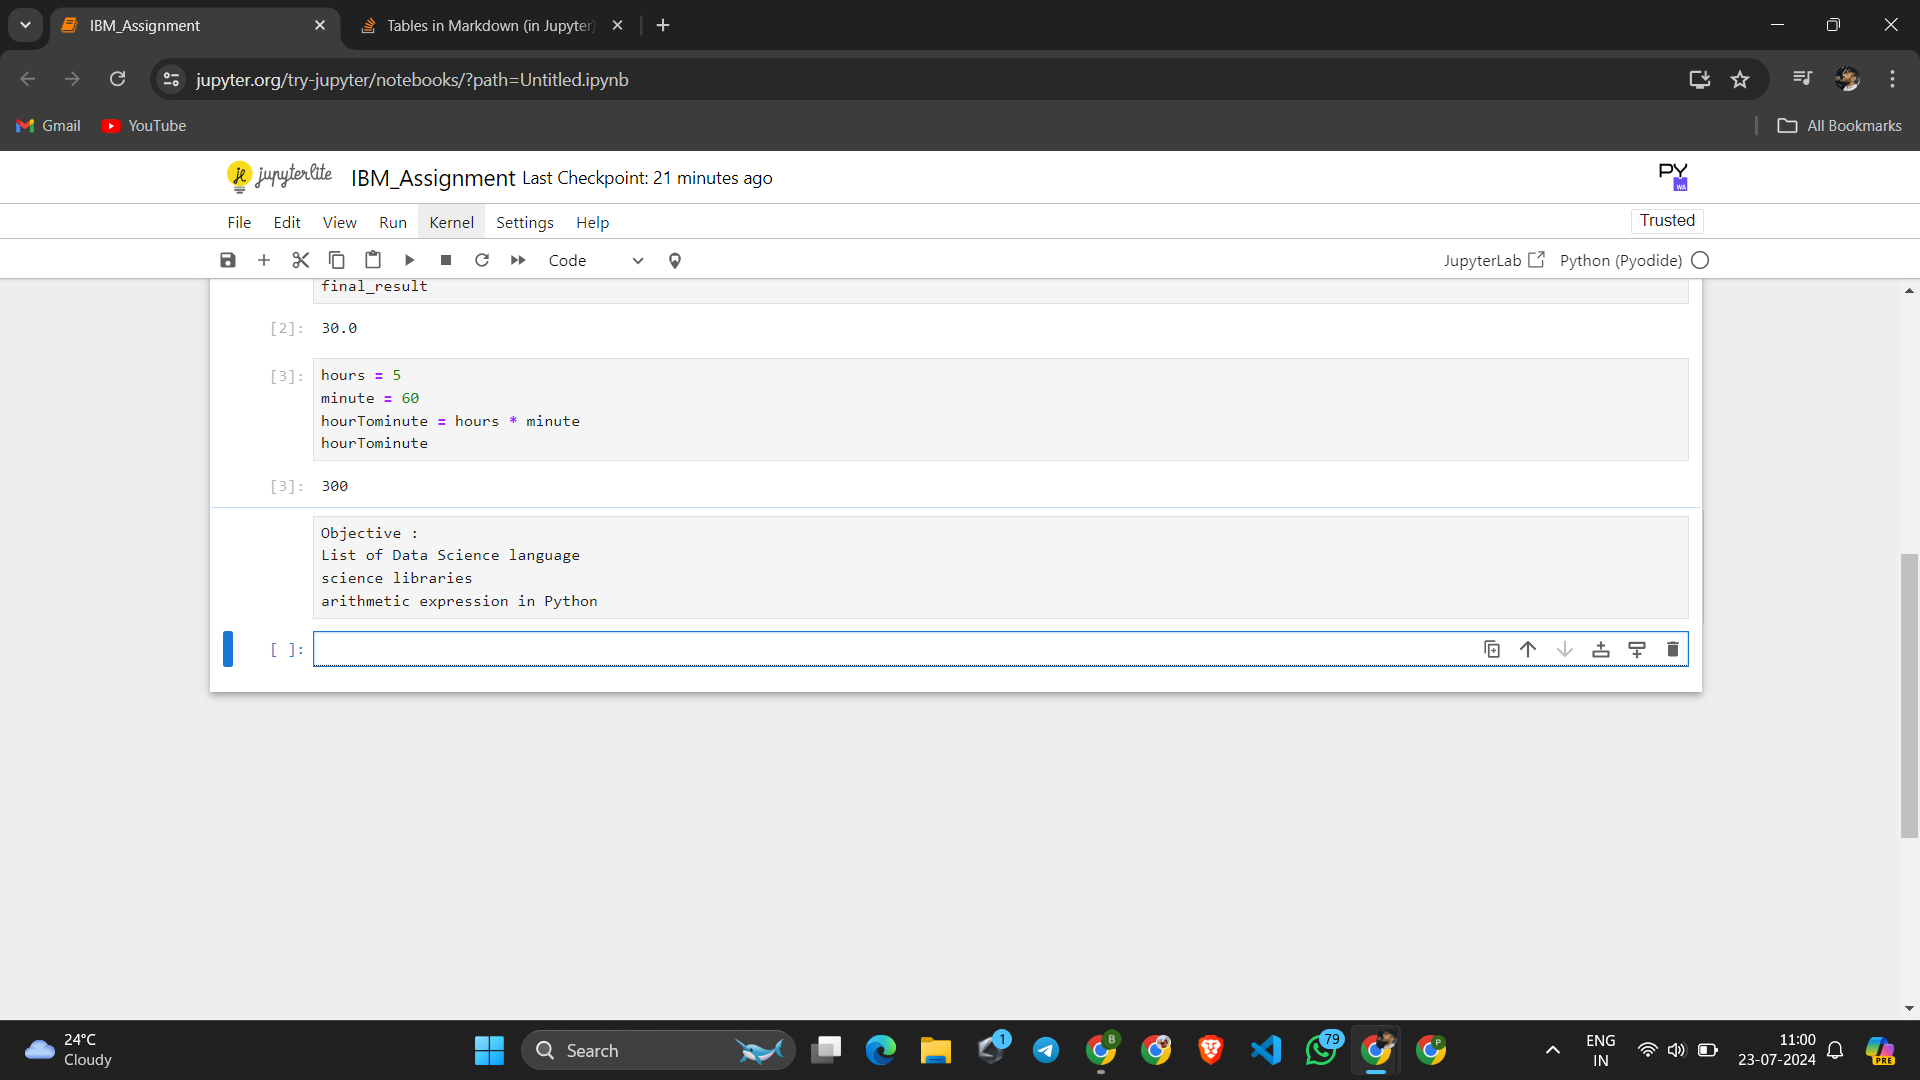 IBM_Assignment
Tables in Markdown (in Jupyter)
jupyter.org/try-jupyter/notebooks/?path=Untitled.ipynb
Gmail
YouTube
All Bookmarks
jupyterlite
IBM_Assignment Last Checkpoint: 21 minutes ago
PY
WA
File Edit View Run Kernel Settings Help
Trusted
Code
JupyterLab
Python (Pyodide)
final_result
[2]: 30.0
[3]: hours = 5
minute = 60
hourTominute = hours * minute
hourTominute
[3]: 300
Objective :
List of Data Science language
science libraries
arithmetic expression in Python
[ ]:
24°C
Cloudy
Search
1
B
79
P
ENG
IN
11:00
23-07-2024
PRE